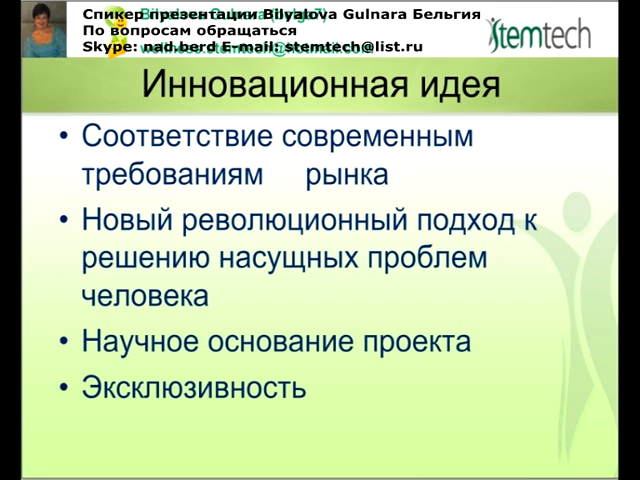 Спикер презентации Bilyalova Gulnara Бельгия
По вопросам обращаться
Skype: nad.berd E-mail: stemtech@list.ru
stemtech
Инновационная идея
• Соответствие современным
требованиям рынка
• Новый революционный подход к
решению насущных проблем
человека
• Научное основание проекта
• Эксклюзивность